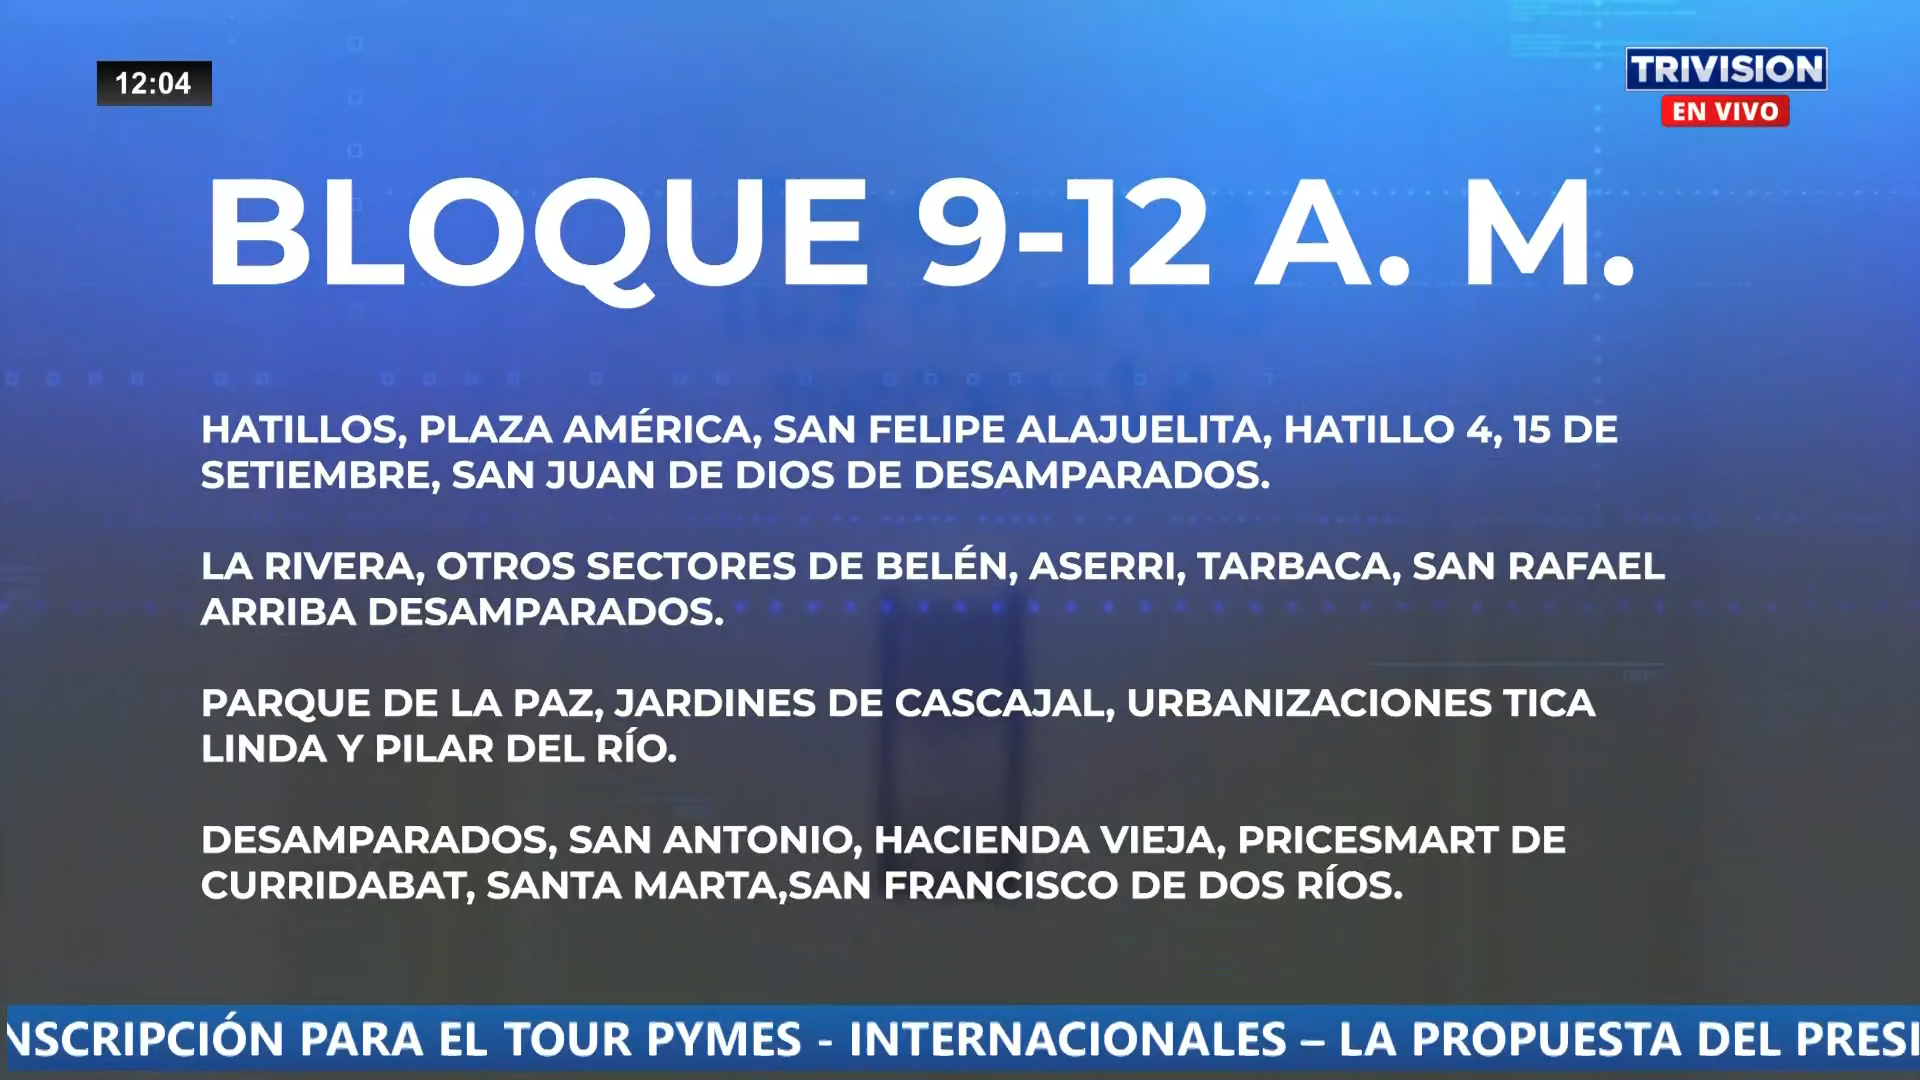 12:04
TRIVISION
EN VIVO
BLOQUE 9-12 A. M.
HATILLOS, PLAZA AMÉRICA, SAN FELIPE ALAJUELITA, HATILLO 4, 15 DE
SETIEMBRE, SAN JUAN DE DIOS DE DESAMPARADOS.
LA RIVERA, OTROS SECTORES DE BELÉN, ASERRI, TARBACA, SAN RAFAEL
ARRIBA DESAMPARADOS.
PARQUE DE LA PAZ, JARDINES DE CASCAJAL, URBANIZACIONES TICA
LINDA Y PILAR DEL RÍO.
DESAMPARADOS, SAN ANTONIO, HACIENDA VIEJA, PRICESMART DE
CURRIDABAT, SANTA MARTA,SAN FRANCISCO DE DOS RÍOS.
NSCRIPCIÓN PARA EL TOUR PYMES - INTERNACIONALES – LA PROPUESTA DEL PRESI